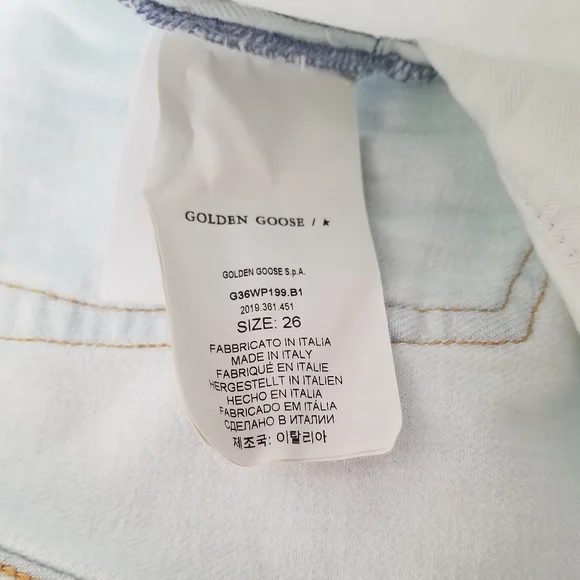 GOLDEN GOOSE / ★
GOLDEN GOOSE S.p.A.
G36WP199.B1
2019.361.451
SIZE: 26
FABBRICATO IN ITALIA
MADE IN ITALY
FABRIQUÉ EN ITALIE
HERGESTELLT IN ITALIEN
HECHO EN ITALIA
FABRICADO EM ITÁLIA
СДЕЛАНО В ИТАЛИИ
제조국: 이탈리아